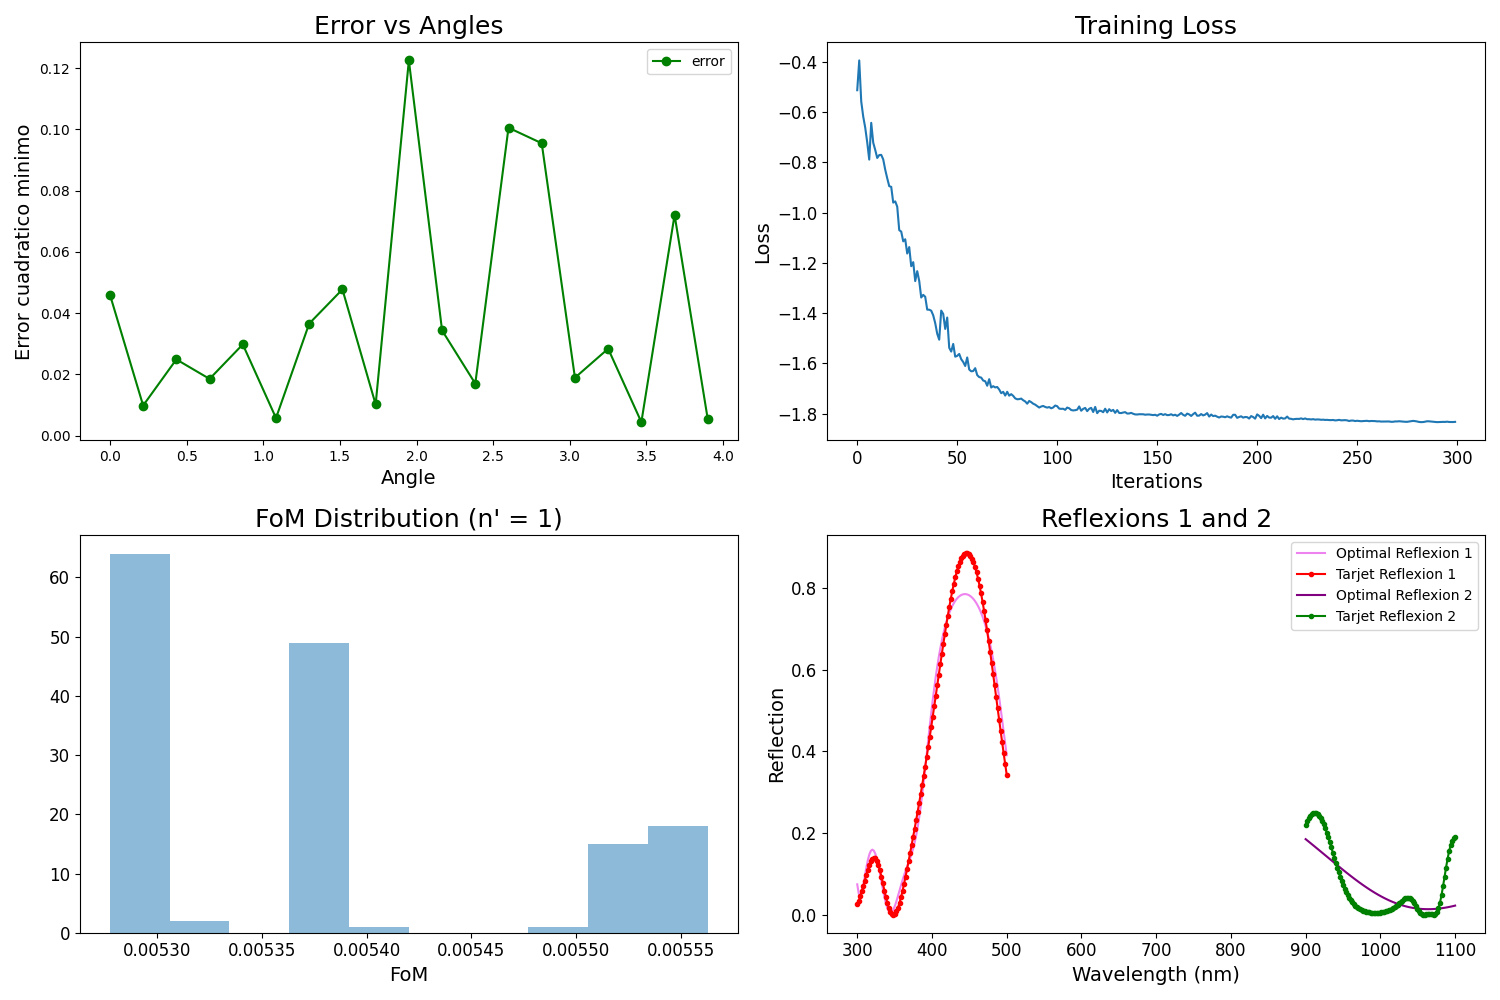 Error vs Angles
Error cuadratico minimo
0.12
0.10
0.08
0.06
0.04
0.02
0.00
error
0.0 0.5 1.0 1.5 2.0 2.5 3.0 3.5 4.0
Angle
Training Loss
Loss
−0.4
−0.6
−0.8
−1.0
−1.2
−1.4
−1.6
−1.8
0 50 100 150 200 250 300
Iterations
FoM Distribution (n' = 1)
60
50
40
30
20
10
0
0.00530 0.00535 0.00540 0.00545 0.00550 0.00555
FoM
Reflexions 1 and 2
Reflection
0.8
0.6
0.4
0.2
0.0
Optimal Reflexion 1
Tarjet Reflexion 1
Optimal Reflexion 2
Tarjet Reflexion 2
300 400 500 600 700 800 900 1000 1100
Wavelength (nm)